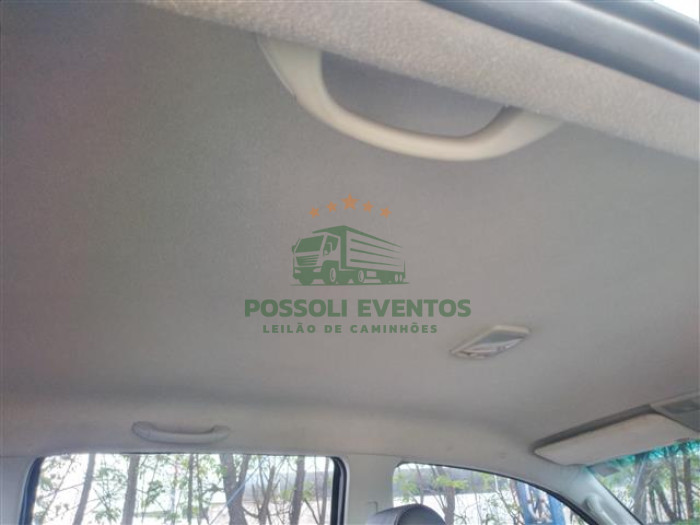 POSSOLI EVENTOS
LEILÃO DE CAMINHÕES